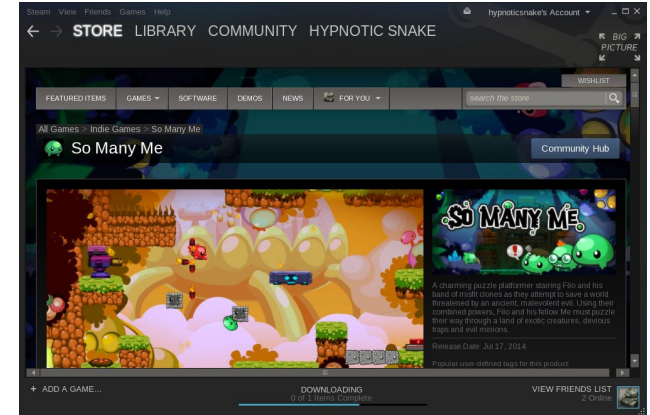 Steam View Friends Games Help
hypnoticsnake's Account
STORE LIBRARY COMMUNITY HYPNOTIC SNAKE
BIG PICTURE
WISHLIST
FEATURED ITEMS GAMES SOFTWARE DEMOS NEWS FOR YOU search the store
All Games > Indie Games > So Many Me
So Many Me
Community Hub
SO MANY ME
A charming puzzle platformer starring Filo and his
band of misfit clones as they attempt to save a world
threatened by an ancient, malevolent evil. Using their
combined powers, Filo and his fellow Me must puzzle
their way through a land of exotic creatures, devious
traps and evil minions.
Release Date: Jul 17, 2014
Popular user-defined tags for this product:
+ ADD A GAME...
DOWNLOADING
0 of 1 Items Complete
VIEW FRIENDS LIST
2 Online